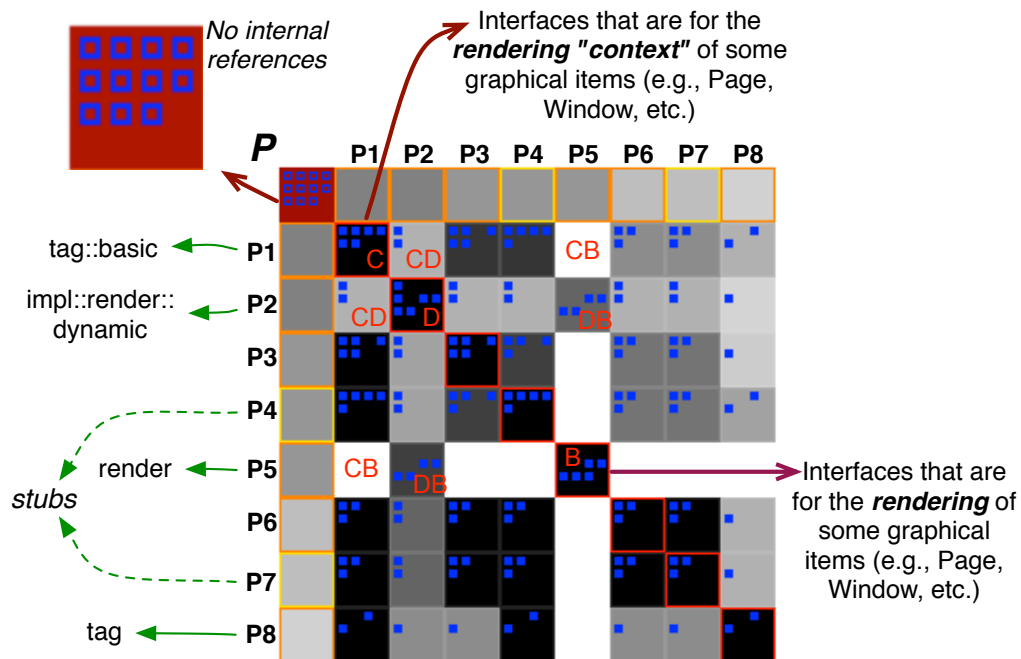 No internal
references
Interfaces that are for the
rendering "context" of some
graphical items (e.g., Page,
Window, etc.)
P
P1 P2 P3 P4 P5 P6 P7 P8
tag::basic
P1
C
CD
CB
impl::render::
dynamic
P2
CD
D
DB
P3
P4
stubs
render
P5
CB
DB
B
Interfaces that are
for the rendering of
some graphical
items (e.g., Page,
Window, etc.)
P6
P7
tag
P8